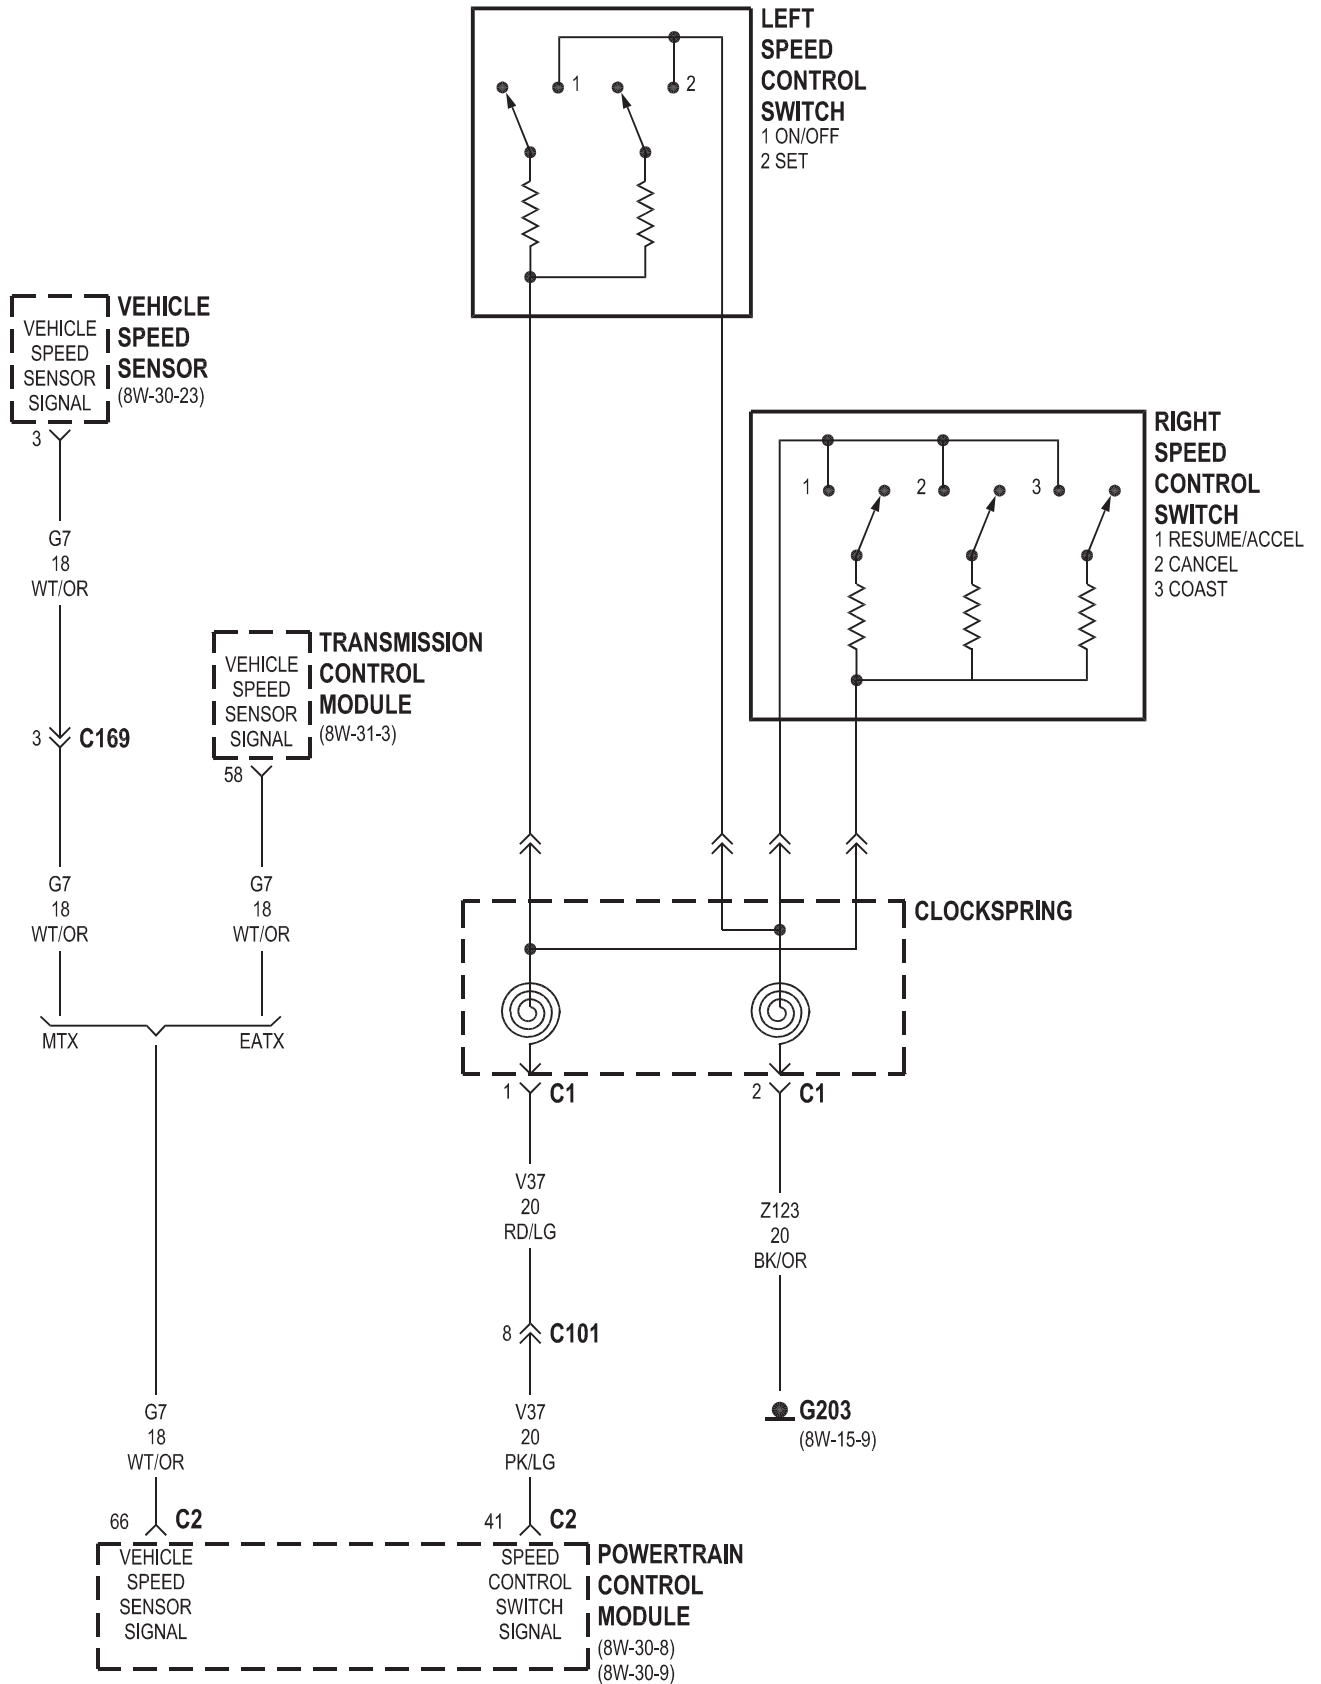 LEFT
SPEED
CONTROL
SWITCH
1 ON/OFF
2 SET
1
2
VEHICLE
SPEED
SENSOR
SIGNAL
VEHICLE
SPEED
SENSOR
(8W-30-23)
3
G7
18
WT/OR
3
C169
G7
18
WT/OR
VEHICLE
SPEED
SENSOR
SIGNAL
TRANSMISSION
CONTROL
MODULE
(8W-31-3)
58
G7
18
WT/OR
MTX
EATX
RIGHT
SPEED
CONTROL
SWITCH
1 RESUME/ACCEL
2 CANCEL
3 COAST
1
2
3
CLOCKSPRING
1
C1
2
C1
V37
20
RD/LG
Z123
20
BK/OR
8
C101
V37
20
PK/LG
G203
(8W-15-9)
G7
18
WT/OR
66
C2
41
C2
VEHICLE
SPEED
SENSOR
SIGNAL
SPEED
CONTROL
SWITCH
SIGNAL
POWERTRAIN
CONTROL
MODULE
(8W-30-8)
(8W-30-9)